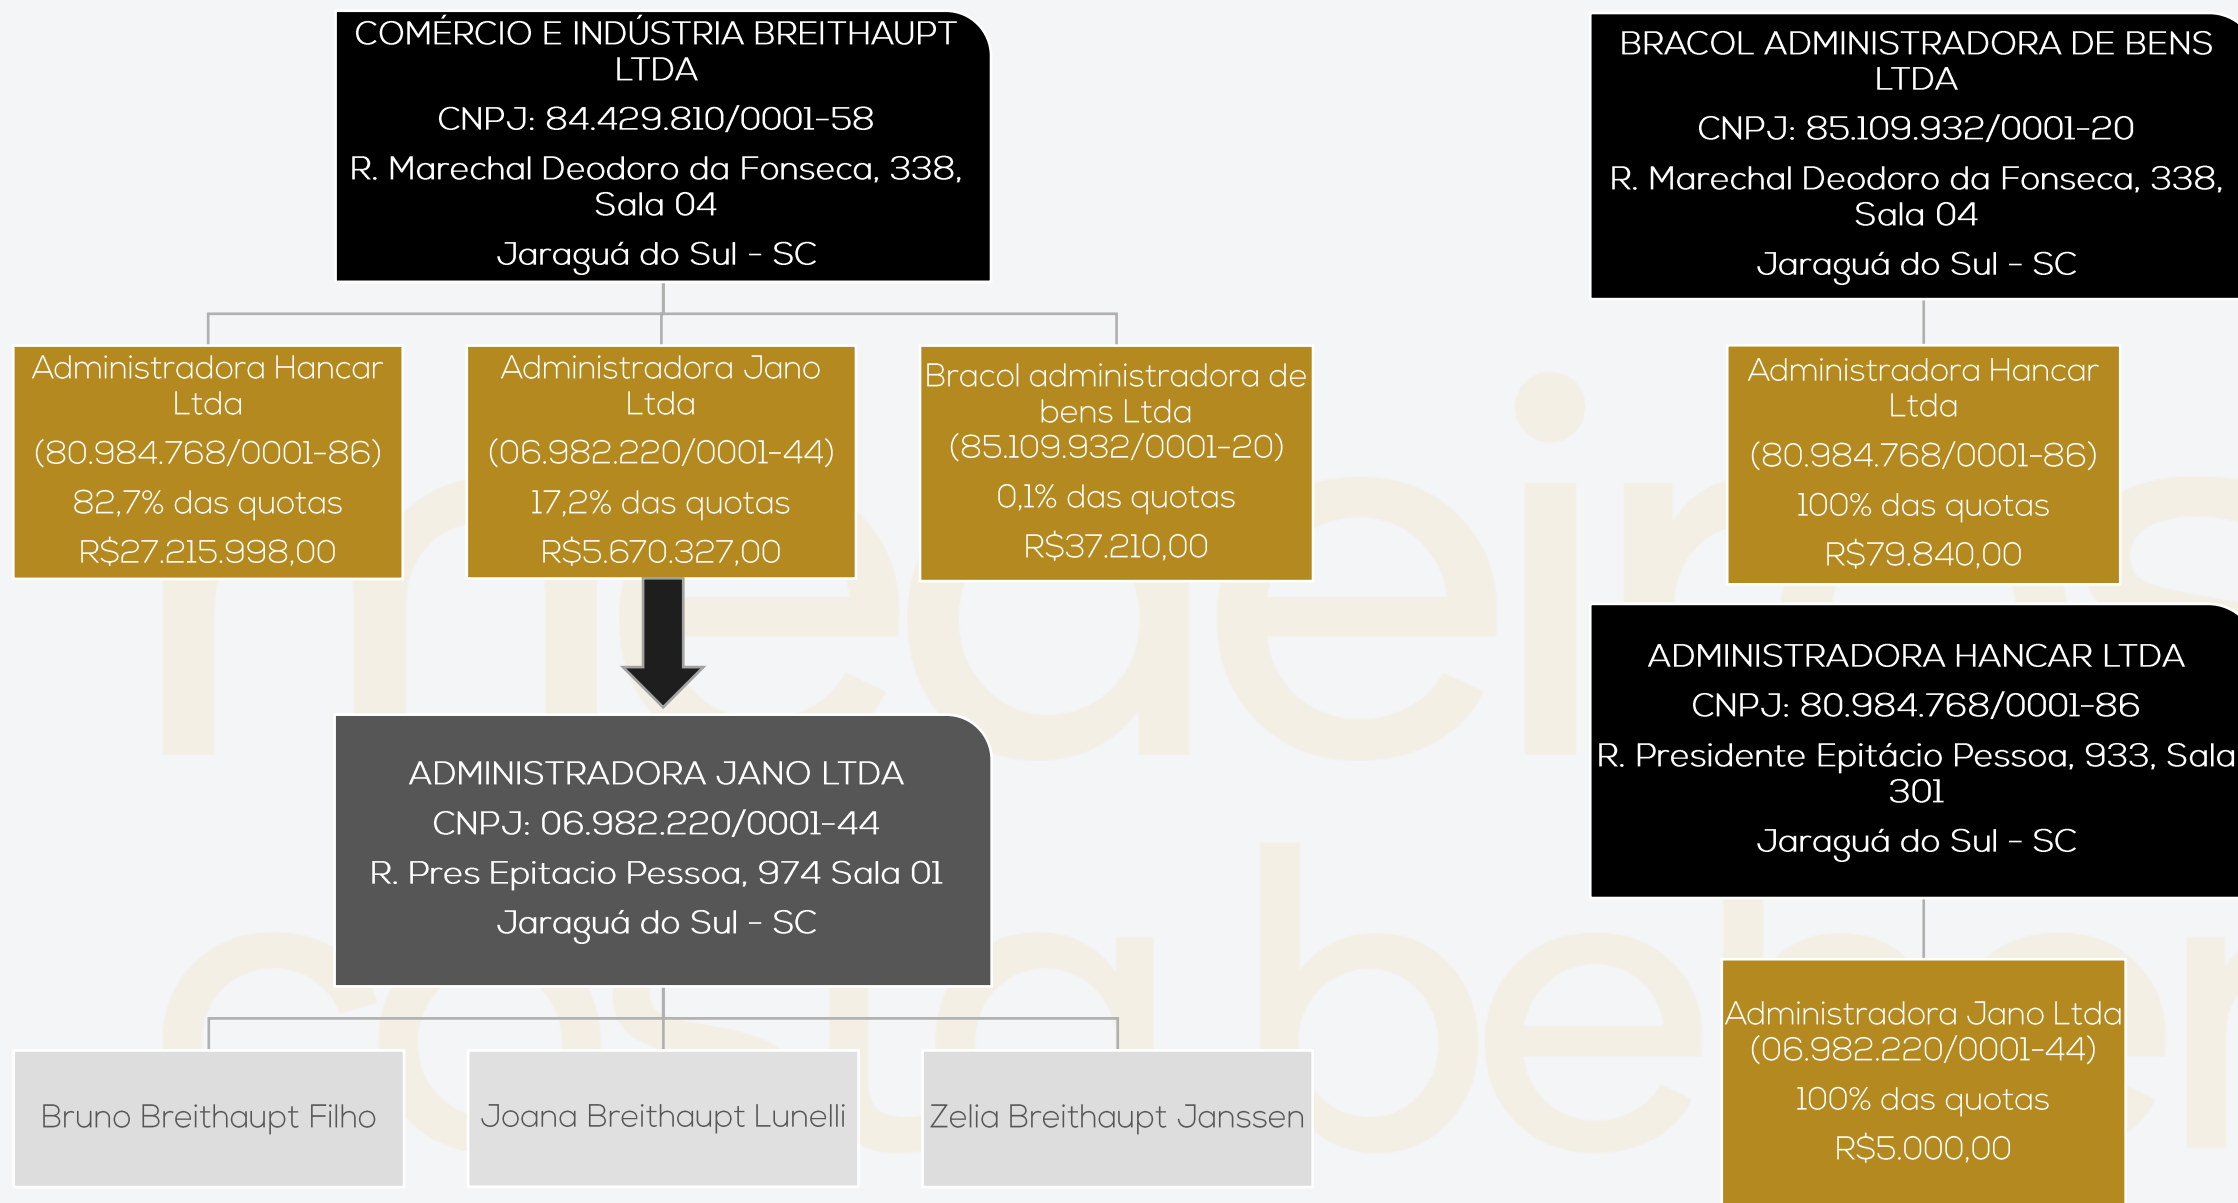 COMÉRCIO E INDÚSTRIA BREITHAUPT
LTDA
CNPJ: 84.429.810/0001-58
R. Marechal Deodoro da Fonseca, 338,
Sala 04
Jaraguá do Sul - SC
Administradora Hancar
Ltda
(80.984.768/0001-86)
82,7% das quotas
R$27.215.998,00
Administradora Jano
Ltda
(06.982.220/0001-44)
17,2% das quotas
R$5.670.327,00
Bracol administradora de
bens Ltda
(85.109.932/0001-20)
0,1% das quotas
R$37.210,00
ADMINISTRADORA JANO LTDA
CNPJ: 06.982.220/0001-44
R. Pres Epitacio Pessoa, 974 Sala 01
Jaraguá do Sul - SC
Bruno Breithaupt Filho
Joana Breithaupt Lunelli
Zelia Breithaupt Janssen
BRACOL ADMINISTRADORA DE BENS
LTDA
CNPJ: 85.109.932/0001-20
R. Marechal Deodoro da Fonseca, 338,
Sala 04
Jaraguá do Sul - SC
Administradora Hancar
Ltda
(80.984.768/0001-86)
100% das quotas
R$79.840,00
ADMINISTRADORA HANCAR LTDA
CNPJ: 80.984.768/0001-86
R. Presidente Epitácio Pessoa, 933, Sala
301
Jaraguá do Sul - SC
Administradora Jano Ltda
(06.982.220/0001-44)
100% das quotas
R$5.000,00